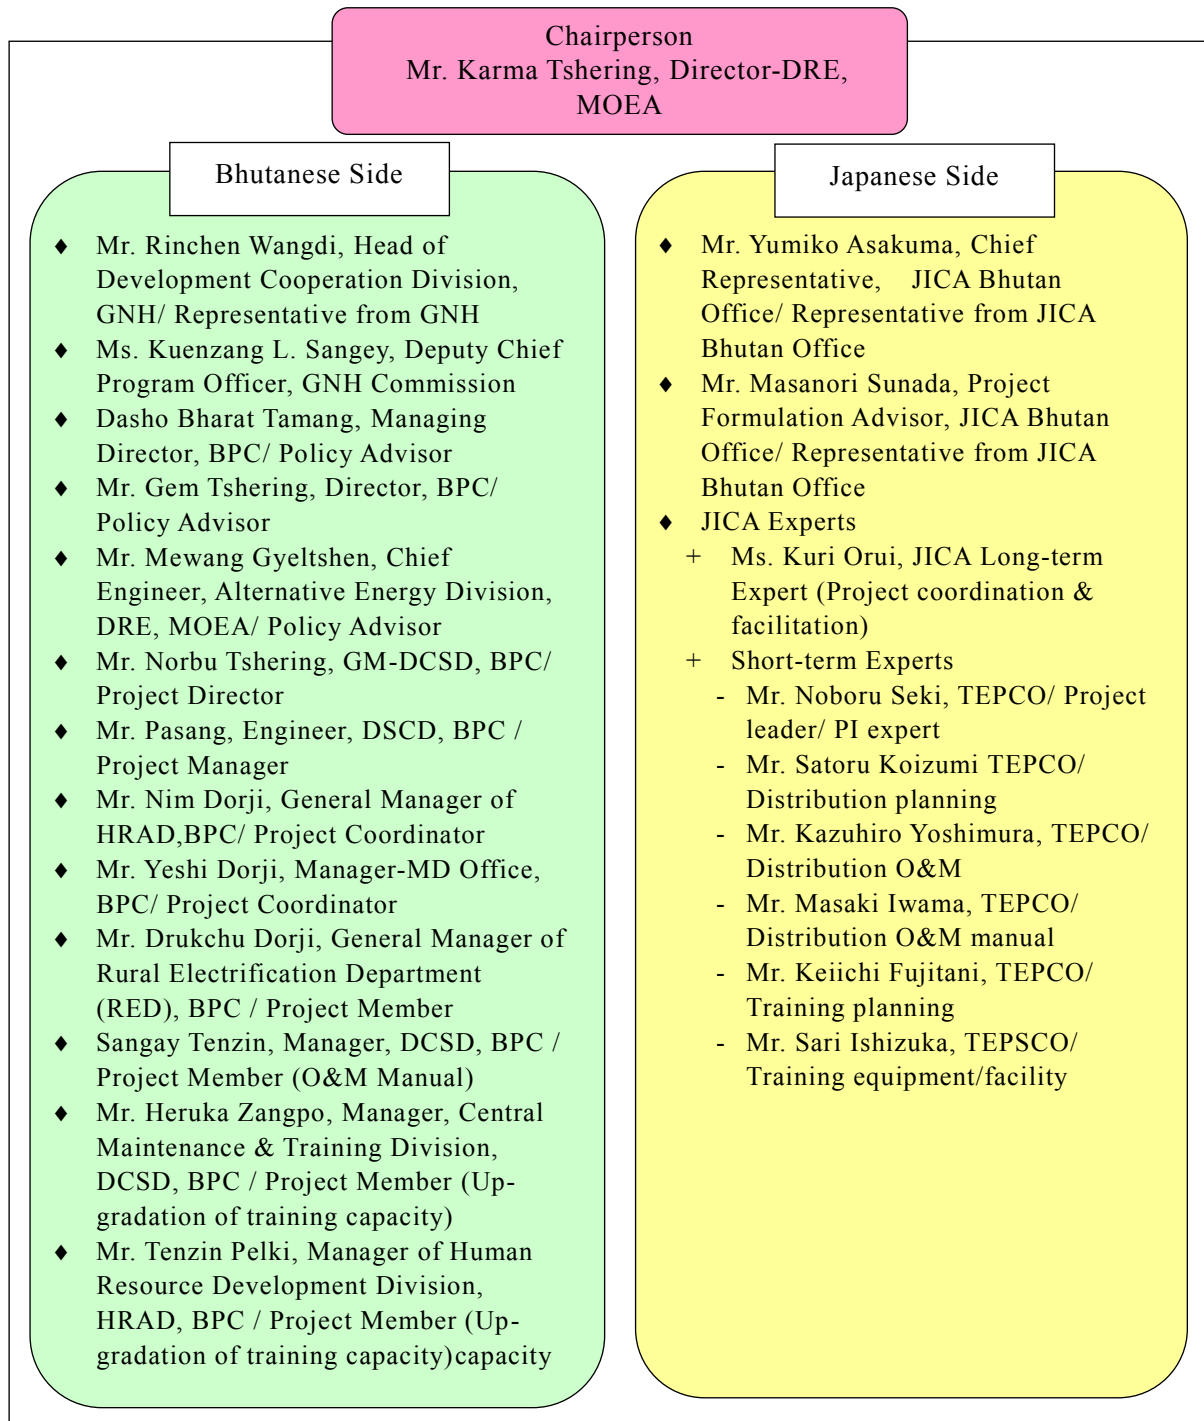 Chairperson
Mr. Karma Tshering, Director-DRE,
MOEA
Bhutanese Side
♦ Mr. Rinchen Wangdi, Head of
Development Cooperation Division,
GNH/ Representative from GNH
♦ Ms. Kuenzang L. Sangey, Deputy Chief
Program Officer, GNH Commission
♦ Dasho Bharat Tamang, Managing
Director, BPC/ Policy Advisor
♦ Mr. Gem Tshering, Director, BPC/
Policy Advisor
♦ Mr. Mewang Gyeltshen, Chief
Engineer, Alternative Energy Division,
DRE, MOEA/ Policy Advisor
♦ Mr. Norbu Tshering, GM-DCSD, BPC/
Project Director
♦ Mr. Pasang, Engineer, DSCD, BPC /
Project Manager
♦ Mr. Nim Dorji, General Manager of
HRAD,BPC/ Project Coordinator
♦ Mr. Yeshi Dorji, Manager-MD Office,
BPC/ Project Coordinator
♦ Mr. Drukchu Dorji, General Manager of
Rural Electrification Department
(RED), BPC / Project Member
♦ Sangay Tenzin, Manager, DCSD, BPC /
Project Member (O&M Manual)
♦ Mr. Heruka Zangpo, Manager, Central
Maintenance & Training Division,
DCSD, BPC / Project Member (Up-
gradation of training capacity)
♦ Mr. Tenzin Pelki, Manager of Human
Resource Development Division,
HRAD, BPC / Project Member (Up-
gradation of training capacity)capacity
Japanese Side
♦ Mr. Yumiko Asakuma, Chief
Representative, JICA Bhutan
Office/ Representative from JICA
Bhutan Office
♦ Mr. Masanori Sunada, Project
Formulation Advisor, JICA Bhutan
Office/ Representative from JICA
Bhutan Office
♦ JICA Experts
+ Ms. Kuri Orui, JICA Long-term
Expert (Project coordination &
facilitation)
+ Short-term Experts
- Mr. Noboru Seki, TEPCO/ Project
leader/ PI expert
- Mr. Satoru Koizumi TEPCO/
Distribution planning
- Mr. Kazuhiro Yoshimura, TEPCO/
Distribution O&M
- Mr. Masaki Iwama, TEPCO/
Distribution O&M manual
- Mr. Keiichi Fujitani, TEPCO/
Training planning
- Mr. Sari Ishizuka, TEPSCO/
Training equipment/facility